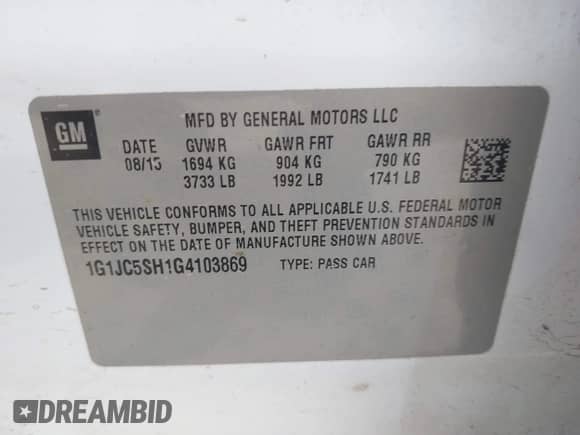 GM
MFD BY GENERAL MOTORS LLC
DATE GVWR GAWR FRT GAWR RR
08/15 1694 KG 904 KG 790 KG
3733 LB 1992 LB 1741 LB
THIS VEHICLE CONFORMS TO ALL APPLICABLE U.S. FEDERAL MOTOR
VEHICLE SAFETY, BUMPER, AND THEFT PREVENTION STANDARDS IN
EFFECT ON THE DATE OF MANUFACTURE SHOWN ABOVE.
1G1JC5SH1G4103869 TYPE: PASS CAR
DREAMBID